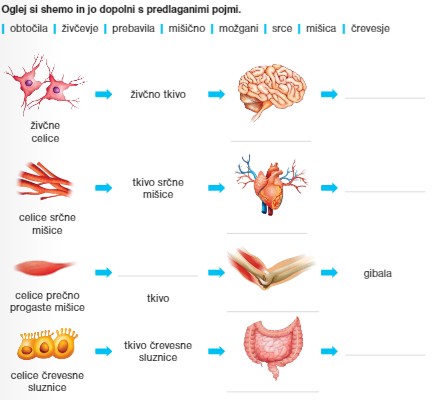 Oglej si shemo in jo dopolni s predlaganimi pojmi.
| obtočila | živčevje | prebavila | mišično | možgani | srce | mišica | črevesje
živčno tkivo
živčne
celice
tkivo srčne
mišice
celice srčne
mišice
gibala
tkivo
celice prečno
progaste mišice
tkivo črevesne
sluznice
celice črevesne
sluznice